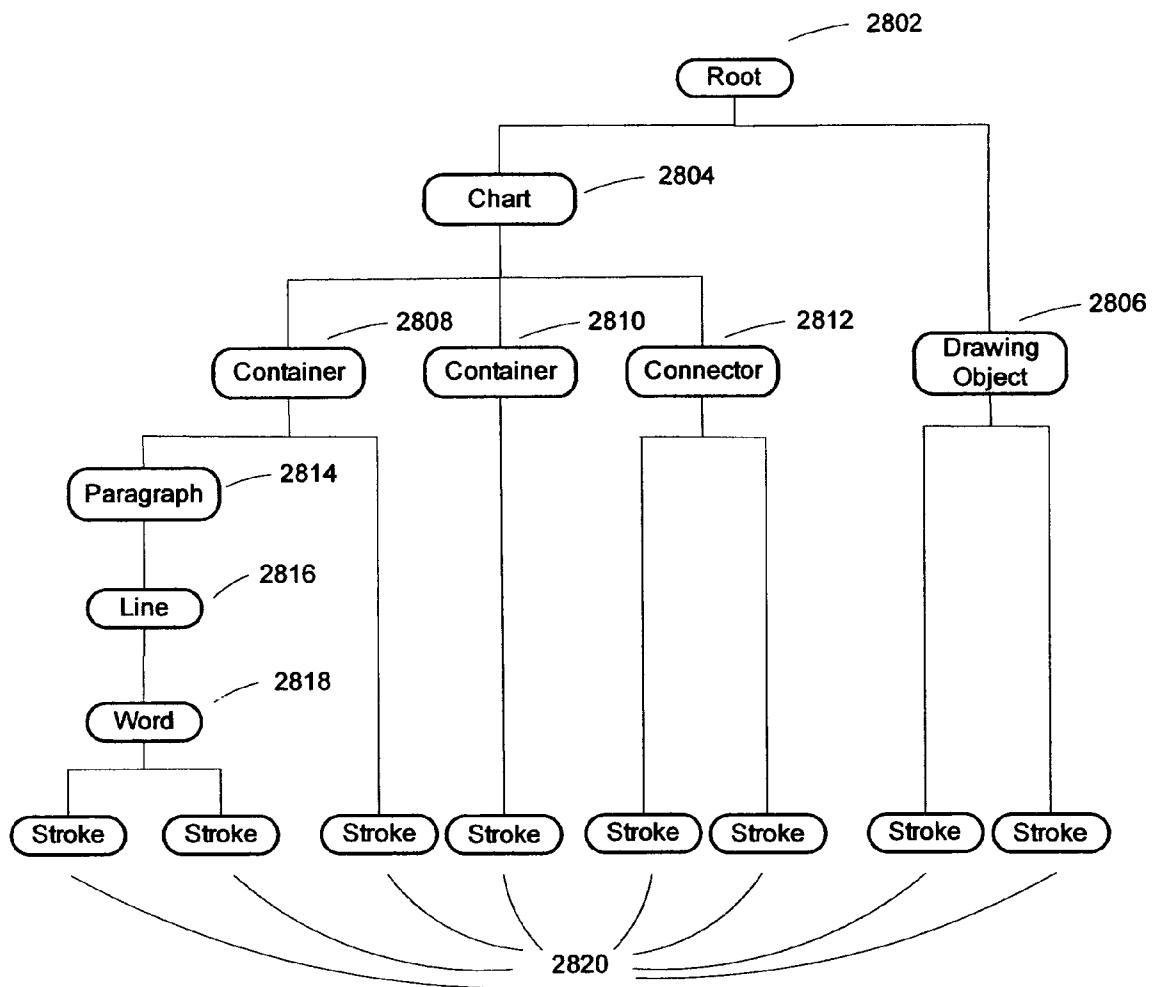 2802
Root
2804
Chart
2806
2808
2810
2812
Container
Container
Connector
Drawing
Object
2814
Paragraph
2816
Line
2818
Word
Stroke
Stroke
Stroke
Stroke
Stroke
Stroke
Stroke
Stroke
2820